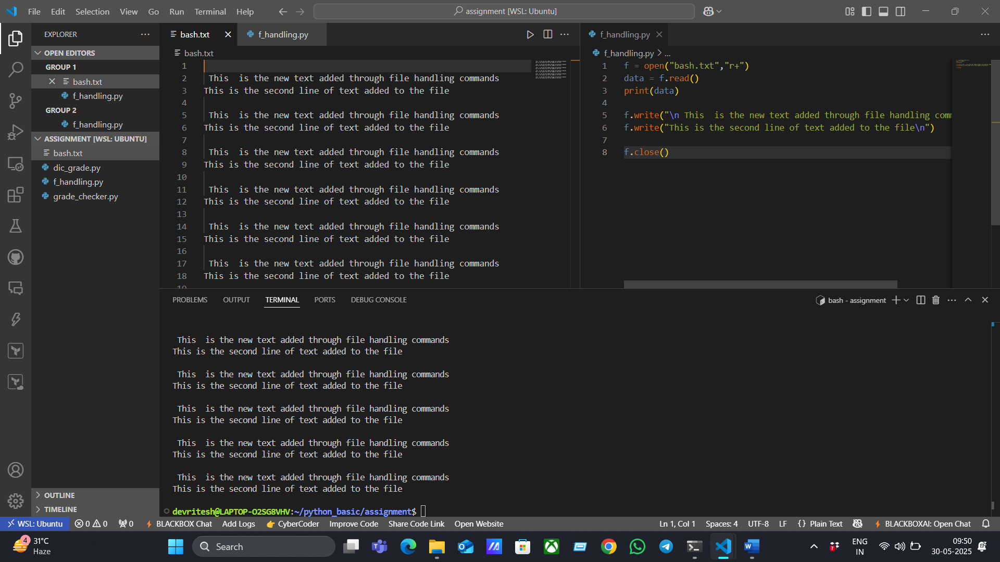 File Edit Selection View Go Run Terminal Help
assignment [WSL: Ubuntu]
EXPLORER
OPEN EDITORS
GROUP 1
bash.txt
f_handling.py
GROUP 2
f_handling.py
ASSIGNMENT [WSL: UBUNTU]
bash.txt
dic_grade.py
f_handling.py
grade_checker.py
OUTLINE
TIMELINE
bash.txt f_handling.py
bash.txt
1
2 This  is the new text added through file handling commands
3 This is the second line of text added to the file
4
5 This  is the new text added through file handling commands
6 This is the second line of text added to the file
7
8 This  is the new text added through file handling commands
9 This is the second line of text added to the file
10
11 This  is the new text added through file handling commands
12 This is the second line of text added to the file
13
14 This  is the new text added through file handling commands
15 This is the second line of text added to the file
16
17 This  is the new text added through file handling commands
18 This is the second line of text added to the file
19
f_handling.py
f_handling.py > ...
1 f = open("bash.txt","r+")
2 data = f.read()
3 print(data)
4
5 f.write("\n This  is the new text added through file handling com
6 f.write("This is the second line of text added to the file\n")
7
8 f.close()
PROBLEMS OUTPUT TERMINAL PORTS DEBUG CONSOLE
bash - assignment
This  is the new text added through file handling commands
This is the second line of text added to the file
This  is the new text added through file handling commands
This is the second line of text added to the file
This  is the new text added through file handling commands
This is the second line of text added to the file
This  is the new text added through file handling commands
This is the second line of text added to the file
This  is the new text added through file handling commands
This is the second line of text added to the file
devritesh@LAPTOP-O2SG8VHV:~/python_basic/assignment$
WSL: Ubuntu 0 0 0 BLACKBOX Chat Add Logs CyberCoder Improve Code Share Code Link Open Website Ln 1, Col 1 Spaces: 4 UTF-8 LF {} Plain Text BLACKBOXAI: Open Chat
4 31°C
Haze
Search
ENG
IN
09:50
30-05-2025